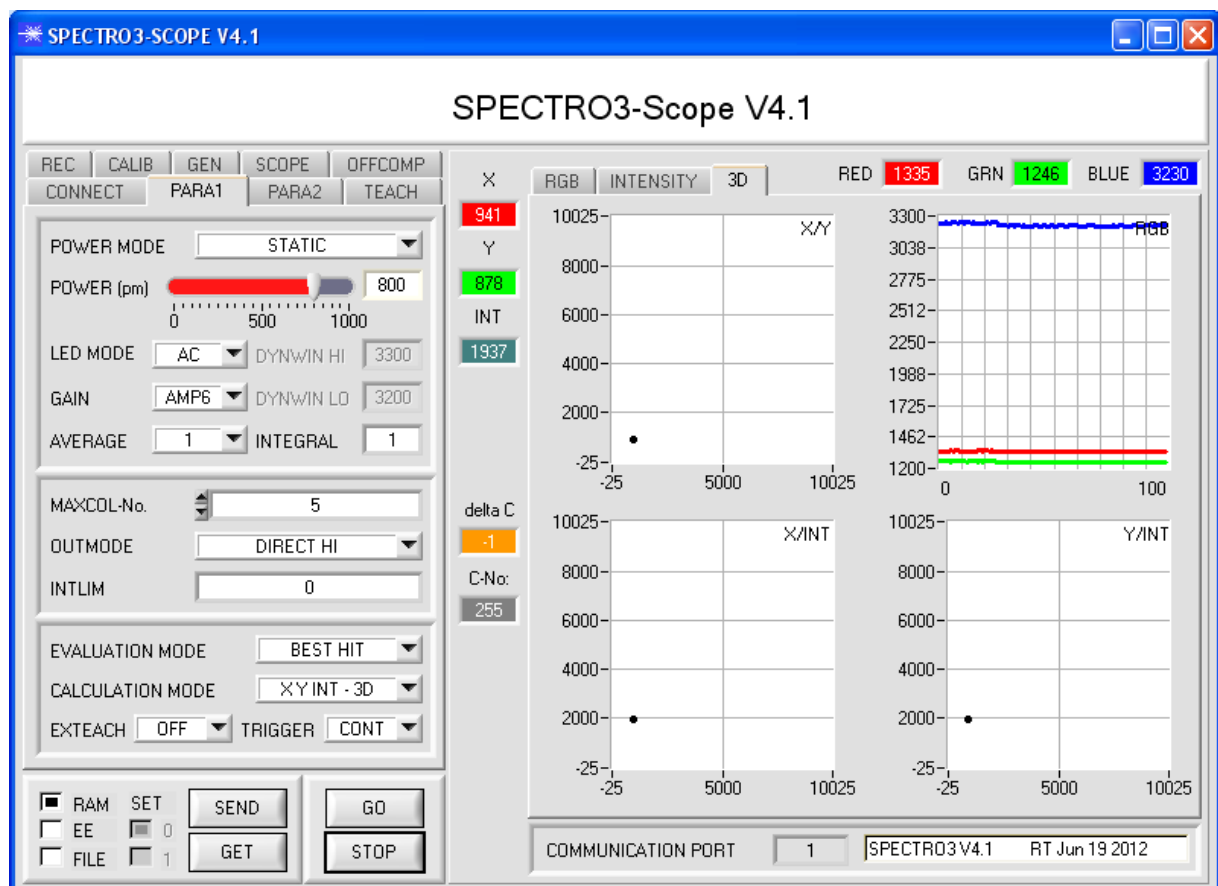 SPECTRO3-SCOPE V4.1
SPECTRO3-Scope V4.1
REC CALIB GEN SCOPE OFFCOMP
CONNECT PARA1 PARA2 TEACH
POWER MODE STATIC
POWER (pm) 800
0 500 1000
LED MODE AC DYNWIN HI 3300
GAIN AMP6 DYNWIN LO 3200
AVERAGE 1 INTEGRAL 1
MAXCOL-No. 5
OUTMODE DIRECT HI
INTLIM 0
EVALUATION MODE BEST HIT
CALCULATION MODE X Y INT - 3D
EXTEACH OFF TRIGGER CONT
RAM SET SEND GO
EE 0
FILE 1 GET STOP
X
941
Y
878
INT
1937
delta C
-1
C-No:
255
RGB INTENSITY 3D RED 1335 GRN 1246 BLUE 3230
X/Y
10025-
8000-
6000-
4000-
2000-
-25-
-25 5000 10025
RGB
3300-
3038-
2775-
2512-
2250-
1988-
1725-
1462-
1200-
0 100
X/INT
10025-
8000-
6000-
4000-
2000-
-25-
-25 5000 10025
Y/INT
10025-
8000-
6000-
4000-
2000-
-25-
-25 5000 10025
COMMUNICATION PORT 1 SPECTRO3 V4.1 RT Jun 19 2012